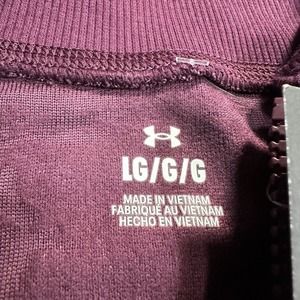 LG/G/G
MADE IN VIETNAM
FABRIQUÉ AU VIETNAM
HECHO EN VIETNAM